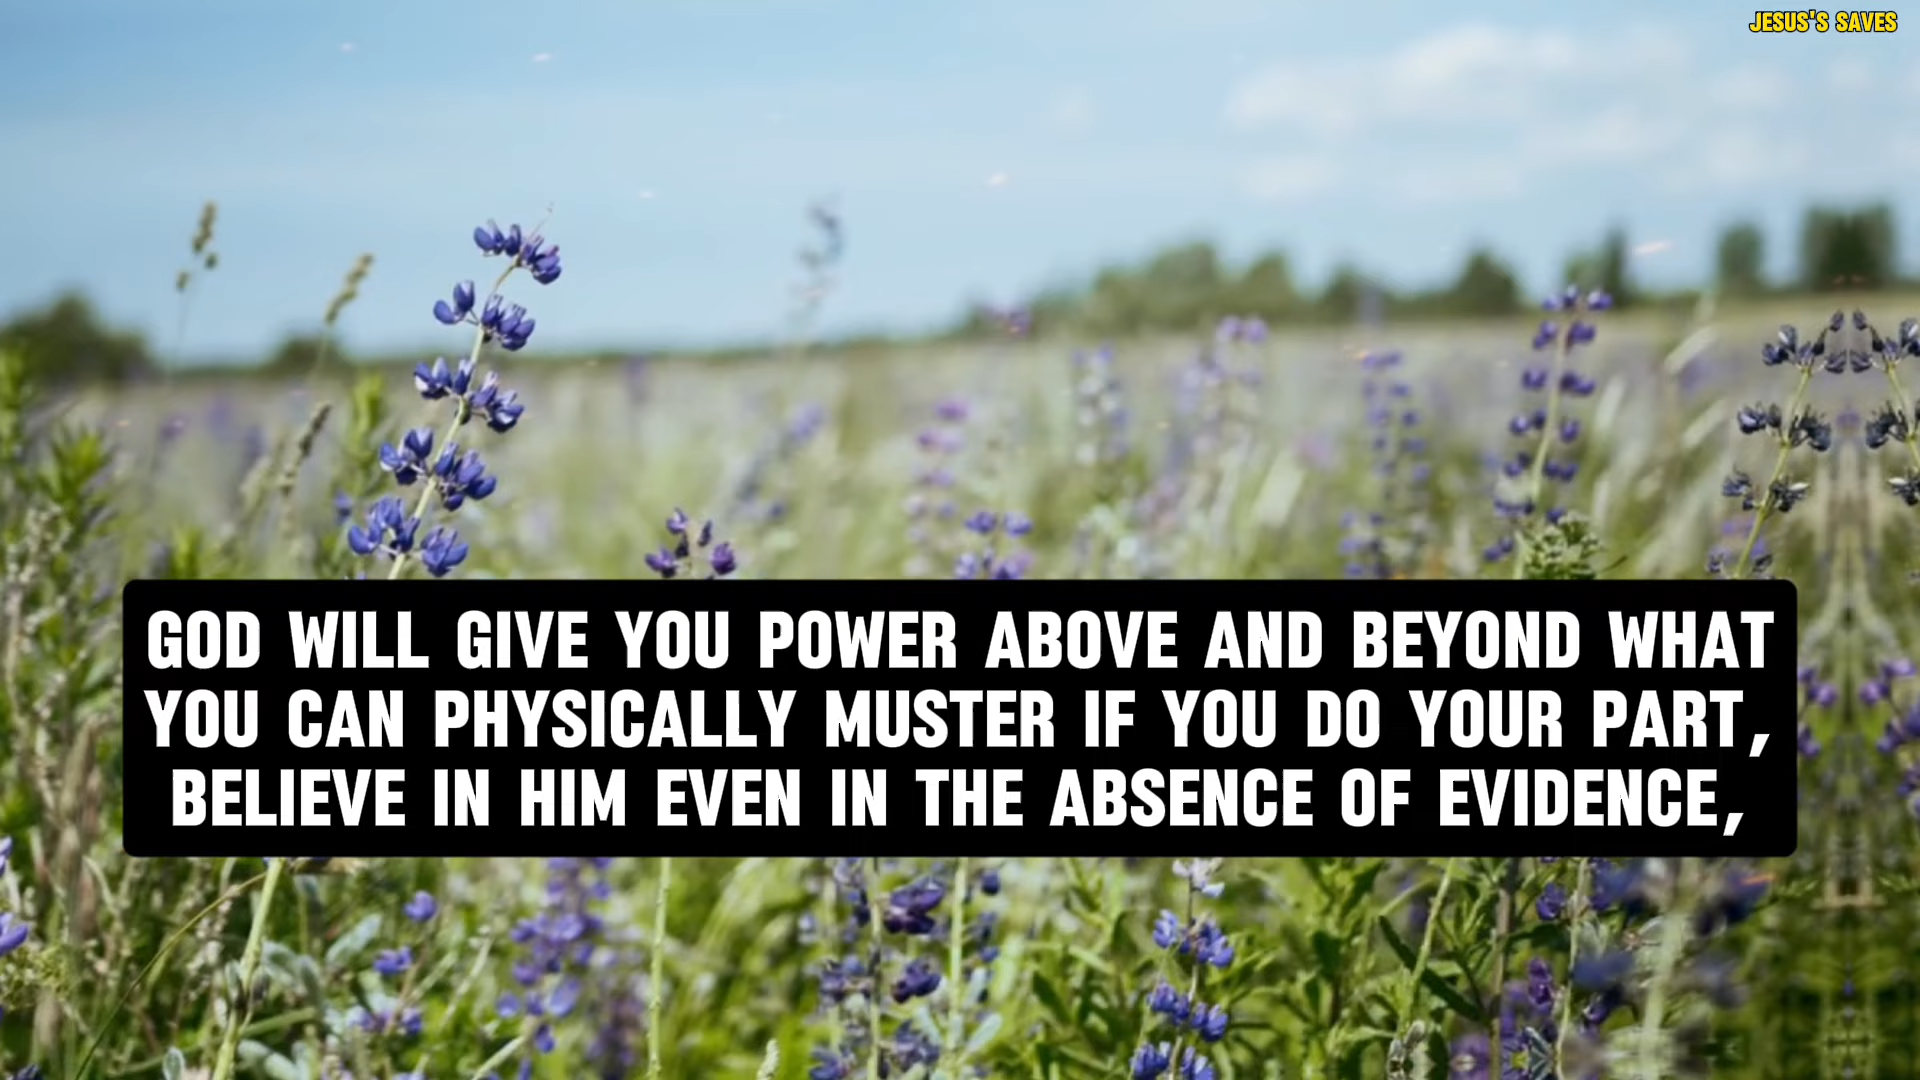 JESUS'S SAVES
GOD WILL GIVE YOU POWER ABOVE AND BEYOND WHAT
YOU CAN PHYSICALLY MUSTER IF YOU DO YOUR PART,
BELIEVE IN HIM EVEN IN THE ABSENCE OF EVIDENCE,